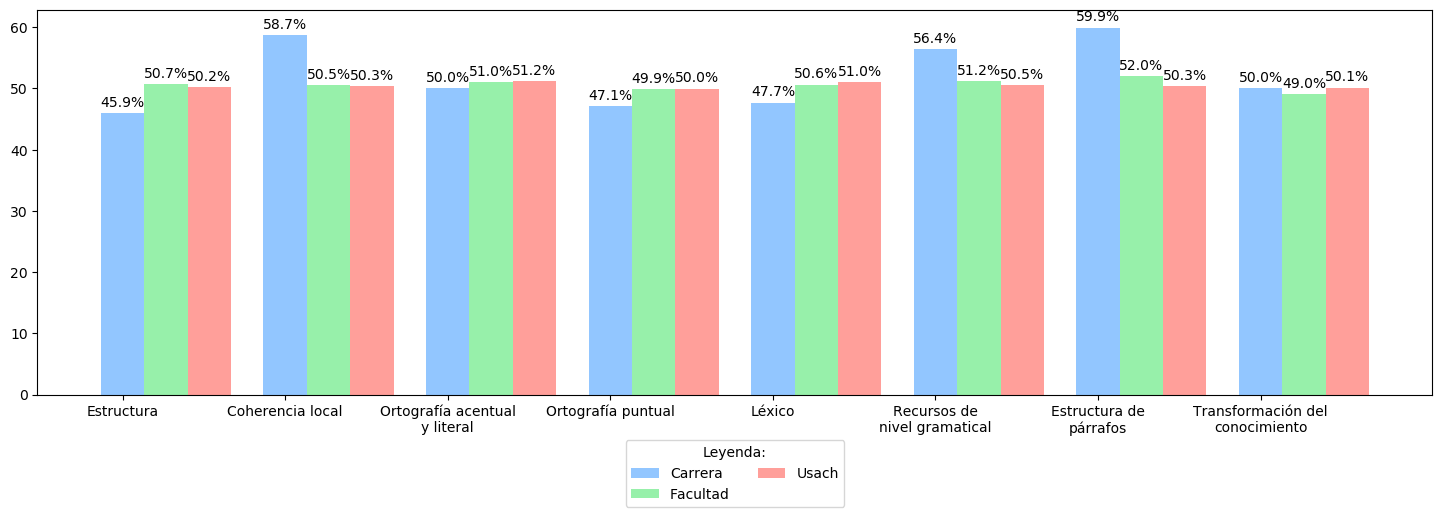 60
50
40
30
20
10
0
45.9%
50.7%
50.2%
58.7%
50.5%
50.3%
50.0%
51.0%
51.2%
47.1%
49.9%
50.0%
47.7%
50.6%
51.0%
56.4%
51.2%
50.5%
59.9%
52.0%
50.3%
50.0%
49.0%
50.1%
Estructura
Coherencia local
Ortografía acentual
y literal
Ortografía puntual
Léxico
Recursos de
nivel gramatical
Estructura de
párrafos
Transformación del
conocimiento
Leyenda:
Carrera
Facultad
Usach